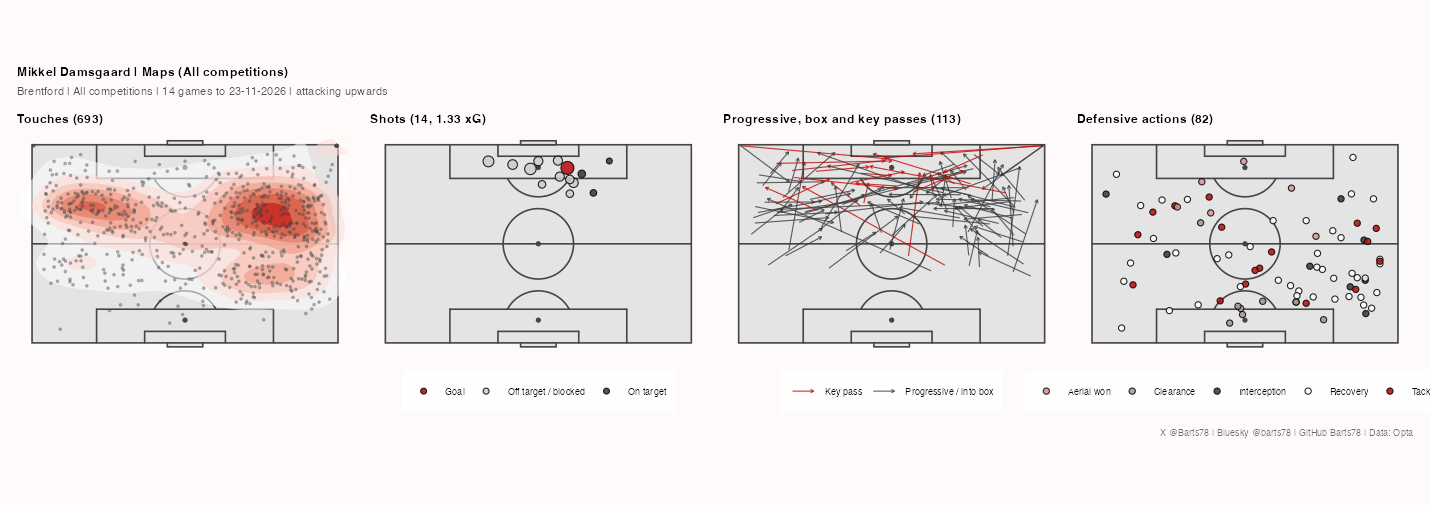 Mikkel Damsgaard | Maps (All competitions)
Brentford | All competitions | 14 games to 23-11-2026 | attacking upwards
Touches (693)
Shots (14, 1.33 xG)
Progressive, box and key passes (113)
Defensive actions (82)
Goal
Off target / blocked
On target
Key pass
Progressive / into box
Aerial won
Clearance
Interception
Recovery
Tack
X @Barts78 | Bluesky @barts78 | GitHub Barts78 | Data: Opta